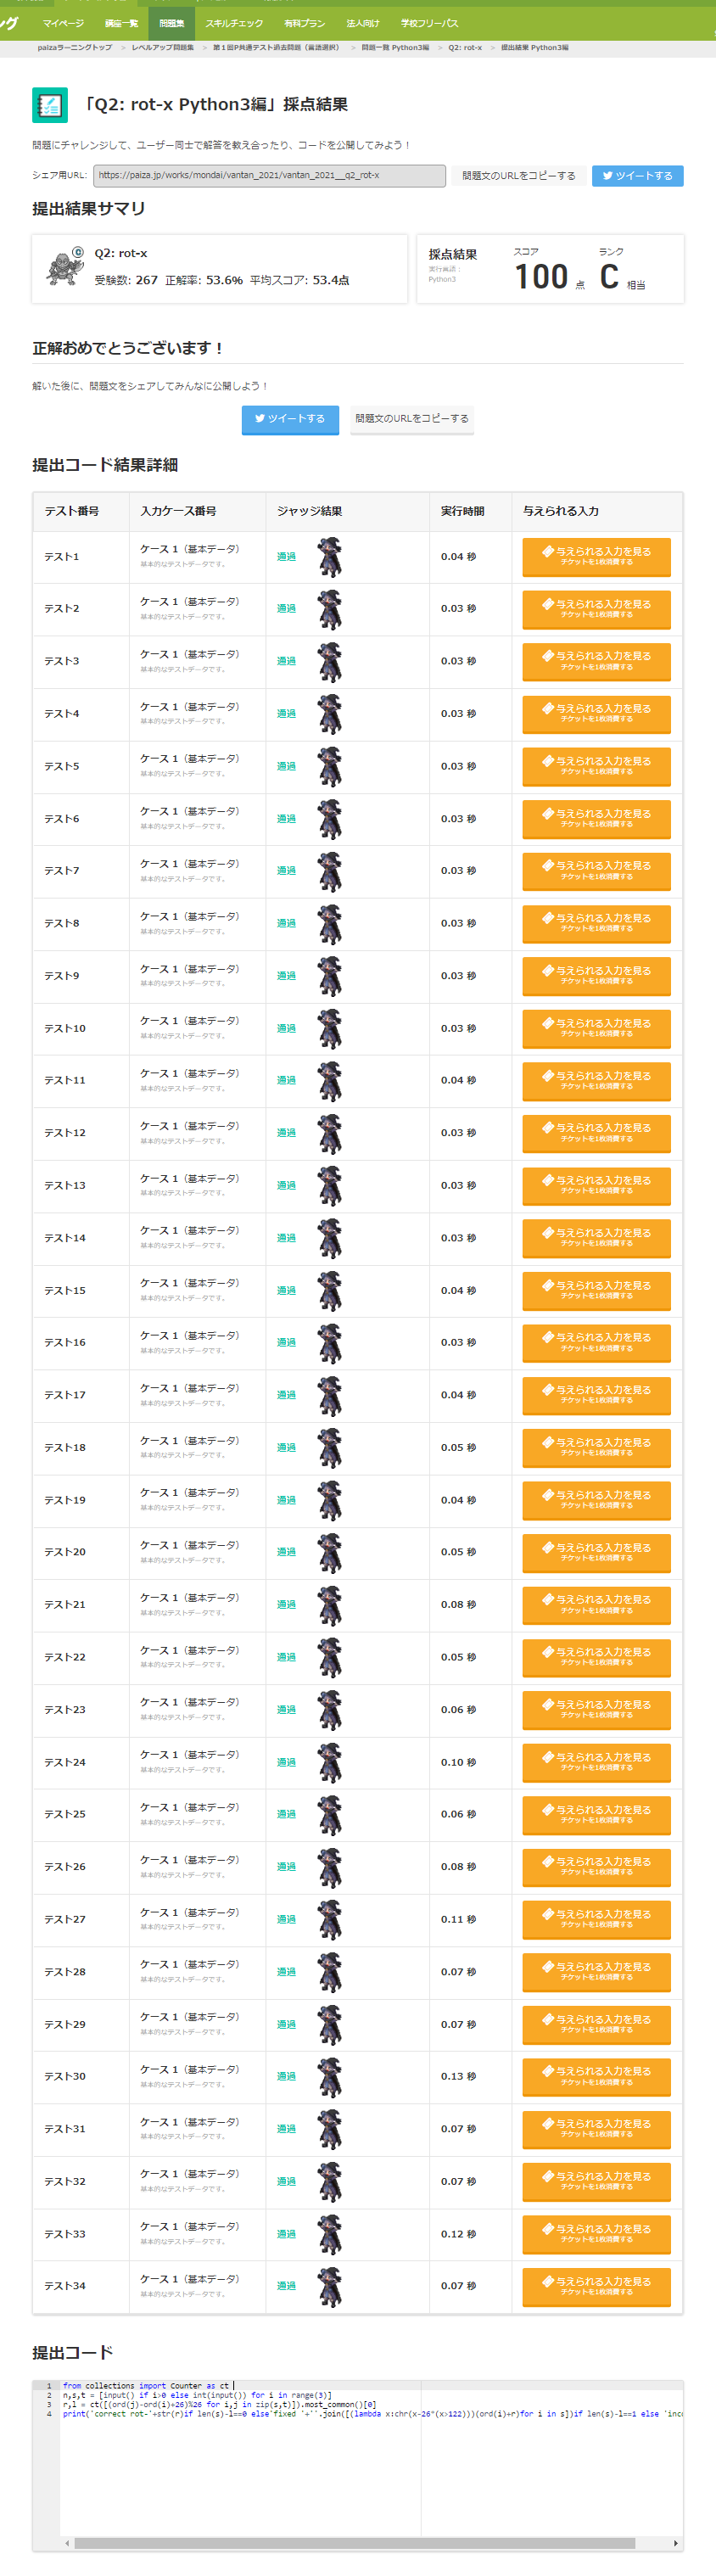 ング マイページ 講座一覧 問題集 スキルチェック 有料プラン 法人向け 学校フリーパス
paizaラーニングトップ > レベルアップ問題集 > 第１回P共通テスト過去問題（言語選択） > 問題一覧 Python3編 > Q2: rot-x > 提出結果 Python3編
「Q2: rot-x Python3編」採点結果
問題にチャレンジして、ユーザー同士で解答を教え合ったり、コードを公開してみよう！
シェア用URL: https://paiza.jp/works/mondai/vantan_2021/vantan_2021__q2_rot-x 問題文のURLをコピーする ツイートする
提出結果サマリ
C Q2: rot-x
受験数: 267 正解率: 53.6% 平均スコア: 53.4点
採点結果 スコア ランク
実行言語：
Python3
100 点 C 相当
正解おめでとうございます！
解いた後に、問題文をシェアしてみんなに公開しよう！
ツイートする 問題文のURLをコピーする
提出コード結果詳細
テスト番号 入力ケース番号 ジャッジ結果 実行時間 与えられる入力
テスト1 ケース 1（基本データ） 基本的なテストデータです。 通過 0.04 秒 与えられる入力を見る チケットを1枚消費する
テスト2 ケース 1（基本データ） 基本的なテストデータです。 通過 0.03 秒 与えられる入力を見る チケットを1枚消費する
テスト3 ケース 1（基本データ） 基本的なテストデータです。 通過 0.03 秒 与えられる入力を見る チケットを1枚消費する
テスト4 ケース 1（基本データ） 基本的なテストデータです。 通過 0.03 秒 与えられる入力を見る チケットを1枚消費する
テスト5 ケース 1（基本データ） 基本的なテストデータです。 通過 0.03 秒 与えられる入力を見る チケットを1枚消費する
テスト6 ケース 1（基本データ） 基本的なテストデータです。 通過 0.03 秒 与えられる入力を見る チケットを1枚消費する
テスト7 ケース 1（基本データ） 基本的なテストデータです。 通過 0.03 秒 与えられる入力を見る チケットを1枚消費する
テスト8 ケース 1（基本データ） 基本的なテストデータです。 通過 0.03 秒 与えられる入力を見る チケットを1枚消費する
テスト9 ケース 1（基本データ） 基本的なテストデータです。 通過 0.03 秒 与えられる入力を見る チケットを1枚消費する
テスト10 ケース 1（基本データ） 基本的なテストデータです。 通過 0.03 秒 与えられる入力を見る チケットを1枚消費する
テスト11 ケース 1（基本データ） 基本的なテストデータです。 通過 0.04 秒 与えられる入力を見る チケットを1枚消費する
テスト12 ケース 1（基本データ） 基本的なテストデータです。 通過 0.03 秒 与えられる入力を見る チケットを1枚消費する
テスト13 ケース 1（基本データ） 基本的なテストデータです。 通過 0.03 秒 与えられる入力を見る チケットを1枚消費する
テスト14 ケース 1（基本データ） 基本的なテストデータです。 通過 0.03 秒 与えられる入力を見る チケットを1枚消費する
テスト15 ケース 1（基本データ） 基本的なテストデータです。 通過 0.04 秒 与えられる入力を見る チケットを1枚消費する
テスト16 ケース 1（基本データ） 基本的なテストデータです。 通過 0.03 秒 与えられる入力を見る チケットを1枚消費する
テスト17 ケース 1（基本データ） 基本的なテストデータです。 通過 0.04 秒 与えられる入力を見る チケットを1枚消費する
テスト18 ケース 1（基本データ） 基本的なテストデータです。 通過 0.05 秒 与えられる入力を見る チケットを1枚消費する
テスト19 ケース 1（基本データ） 基本的なテストデータです。 通過 0.04 秒 与えられる入力を見る チケットを1枚消費する
テスト20 ケース 1（基本データ） 基本的なテストデータです。 通過 0.05 秒 与えられる入力を見る チケットを1枚消費する
テスト21 ケース 1（基本データ） 基本的なテストデータです。 通過 0.08 秒 与えられる入力を見る チケットを1枚消費する
テスト22 ケース 1（基本データ） 基本的なテストデータです。 通過 0.05 秒 与えられる入力を見る チケットを1枚消費する
テスト23 ケース 1（基本データ） 基本的なテストデータです。 通過 0.06 秒 与えられる入力を見る チケットを1枚消費する
テスト24 ケース 1（基本データ） 基本的なテストデータです。 通過 0.10 秒 与えられる入力を見る チケットを1枚消費する
テスト25 ケース 1（基本データ） 基本的なテストデータです。 通過 0.06 秒 与えられる入力を見る チケットを1枚消費する
テスト26 ケース 1（基本データ） 基本的なテストデータです。 通過 0.08 秒 与えられる入力を見る チケットを1枚消費する
テスト27 ケース 1（基本データ） 基本的なテストデータです。 通過 0.11 秒 与えられる入力を見る チケットを1枚消費する
テスト28 ケース 1（基本データ） 基本的なテストデータです。 通過 0.07 秒 与えられる入力を見る チケットを1枚消費する
テスト29 ケース 1（基本データ） 基本的なテストデータです。 通過 0.07 秒 与えられる入力を見る チケットを1枚消費する
テスト30 ケース 1（基本データ） 基本的なテストデータです。 通過 0.13 秒 与えられる入力を見る チケットを1枚消費する
テスト31 ケース 1（基本データ） 基本的なテストデータです。 通過 0.07 秒 与えられる入力を見る チケットを1枚消費する
テスト32 ケース 1（基本データ） 基本的なテストデータです。 通過 0.07 秒 与えられる入力を見る チケットを1枚消費する
テスト33 ケース 1（基本データ） 基本的なテストデータです。 通過 0.12 秒 与えられる入力を見る チケットを1枚消費する
テスト34 ケース 1（基本データ） 基本的なテストデータです。 通過 0.07 秒 与えられる入力を見る チケットを1枚消費する
提出コード
1 from collections import Counter as ct
2 n,s,t = [input() if i>0 else int(input()) for i in range(3)]
3 r,l = ct([(ord(j)-ord(i)+26)%26 for i,j in zip(s,t)]).most_common()[0]
4 print('correct rot-'+str(r)if len(s)-l==0 else'fixed '+''.join([(lambda x:chr(x-26*(x>122)))(ord(i)+r)for i in s])if len(s)-l==1 else 'inc